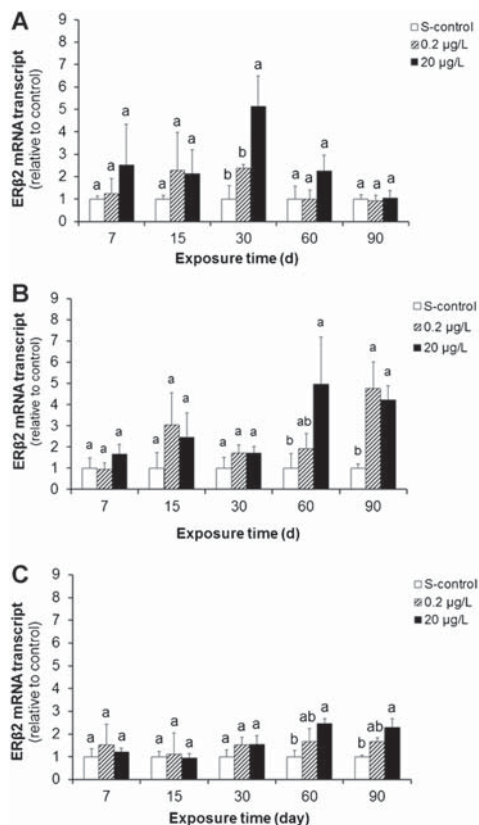 A
ERβ2 mRNA transcript
(relative to control)
9
8
7
6
5
4
3
2
1
0
S-control
0.2 µg/L
20 µg/L
a a a
a a a
b b a
a a a
a a a
7 15 30 60 90
Exposure time (d)
B
ERβ2 mRNA transcript
(relative to control)
9
8
7
6
5
4
3
2
1
0
S-control
0.2 µg/L
20 µg/L
a a a
a a a
a a a
b ab a
b a a
7 15 30 60 90
Exposure time (d)
C
ERβ2 mRNA transcript
(relative to control)
9
8
7
6
5
4
3
2
1
0
S-control
0.2 µg/L
20 µg/L
a a a
a a a
a a a
b ab a
b ab a
7 15 30 60 90
Exposure time (day)